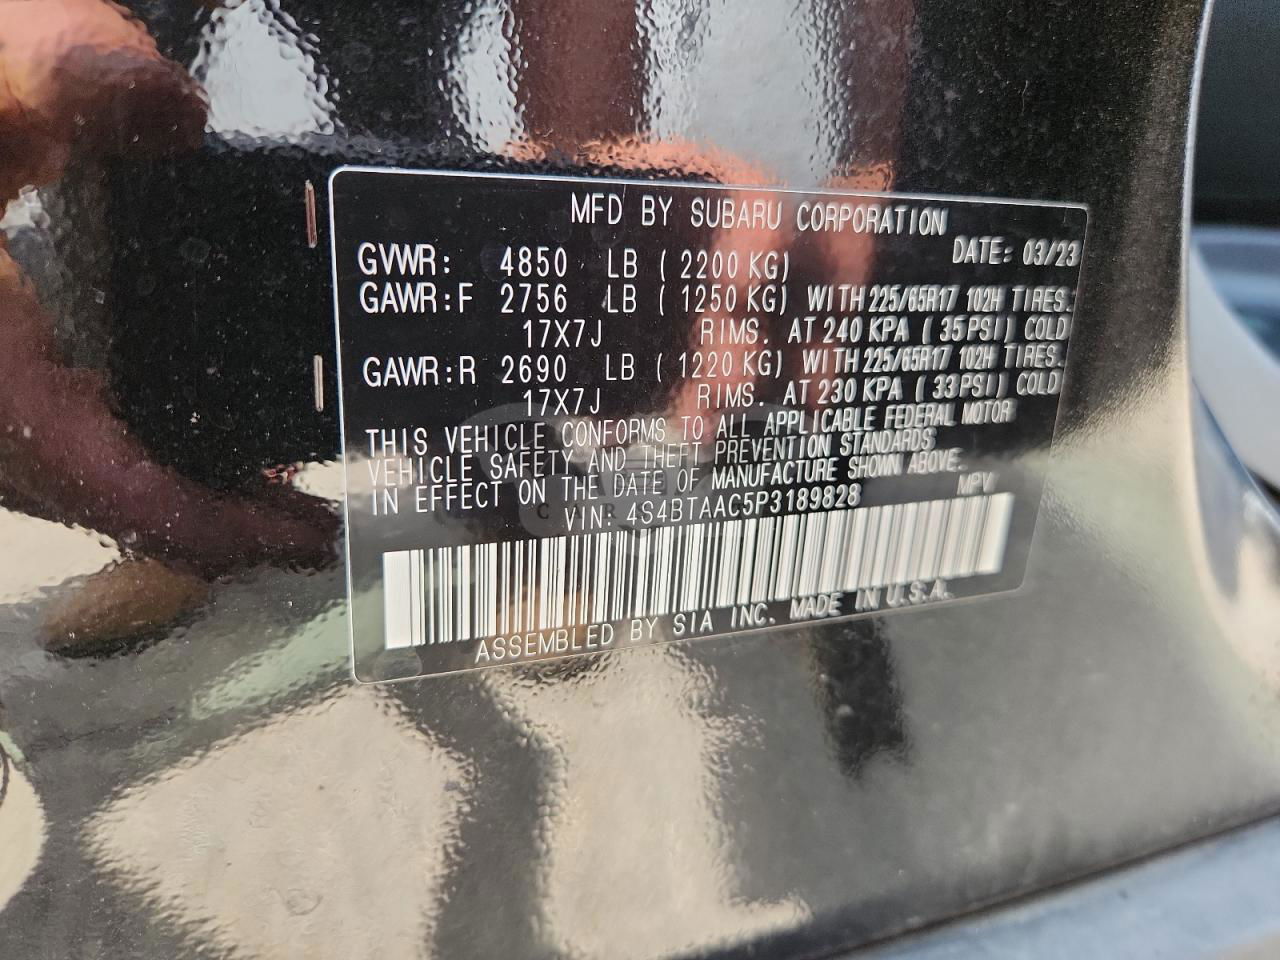 MFD BY SUBARU CORPORATION
DATE: 03/23
GVWR: 4850 LB (2200 KG)
GAWR:F 2756 LB (1250 KG) WITH 225/65R17 102H TIRES.
17X7J RIMS. AT 240 KPA (35 PSI) COLD
GAWR:R 2690 LB (1220 KG) WITH 225/65R17 102H TIRES.
17X7J RIMS. AT 230 KPA (33 PSI) COLD
THIS VEHICLE CONFORMS TO ALL APPLICABLE FEDERAL MOTOR
VEHICLE SAFETY AND THEFT PREVENTION STANDARDS
IN EFFECT ON THE DATE OF MANUFACTURE SHOWN ABOVE.
VIN: 4S4BTAAC5P3189828 MPV
ASSEMBLED BY SIA INC. MADE IN U.S.A.